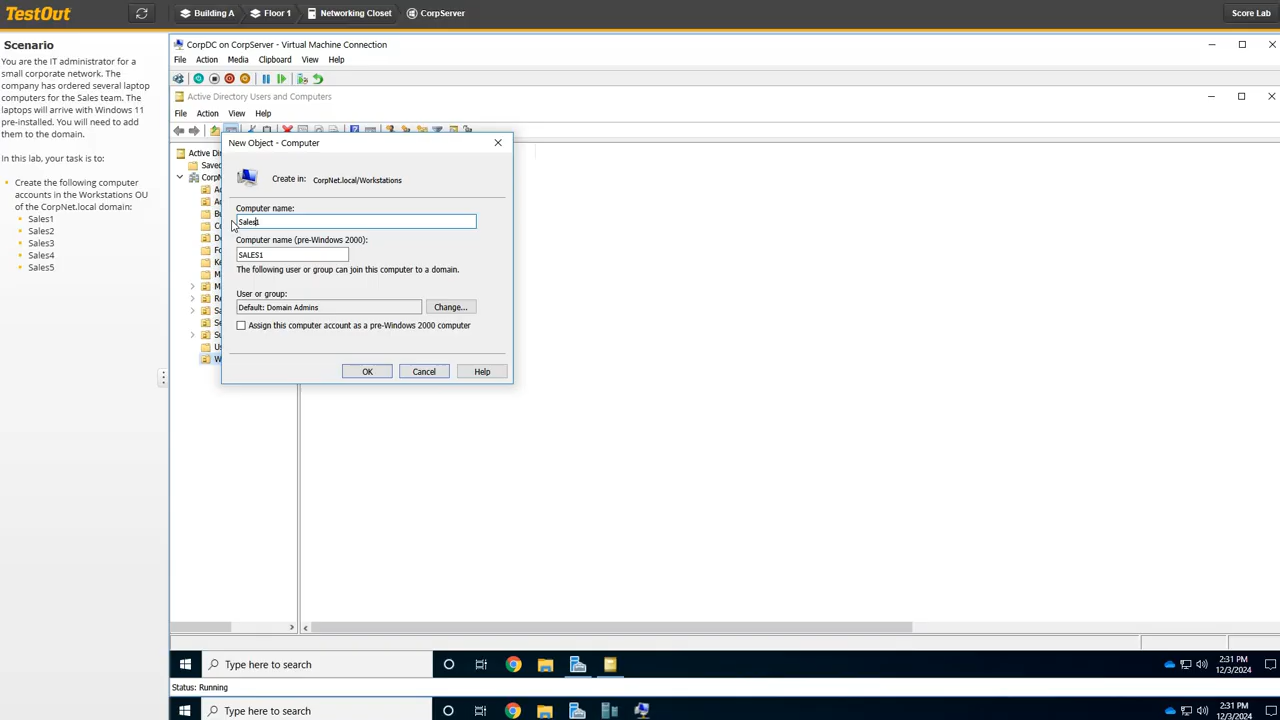 TestOut
Building A
Floor 1
Networking Closet
CorpServer
Score Lab
Scenario
You are the IT administrator for a
small corporate network. The
company has ordered several laptop
computers for the Sales team. The
laptops will arrive with Windows 11
pre-installed. You will need to add
them to the domain.
In this lab, your task is to:
Create the following computer
accounts in the Workstations OU
of the CorpNet.local domain:
Sales1
Sales2
Sales3
Sales4
Sales5
CorpDC on CorpServer - Virtual Machine Connection
File Action Media Clipboard View Help
Active Directory Users and Computers
File Action View Help
Active Dir
Saved
CorpN
New Object - Computer
Create in: CorpNet.local/Workstations
Computer name:
Sales1
Computer name (pre-Windows 2000):
SALES1
The following user or group can join this computer to a domain.
User or group:
Default: Domain Admins
Change...
Assign this computer account as a pre-Windows 2000 computer
OK Cancel Help
Type here to search
2:31 PM
12/3/2024
Status: Running
Type here to search
2:31 PM
12/3/2024